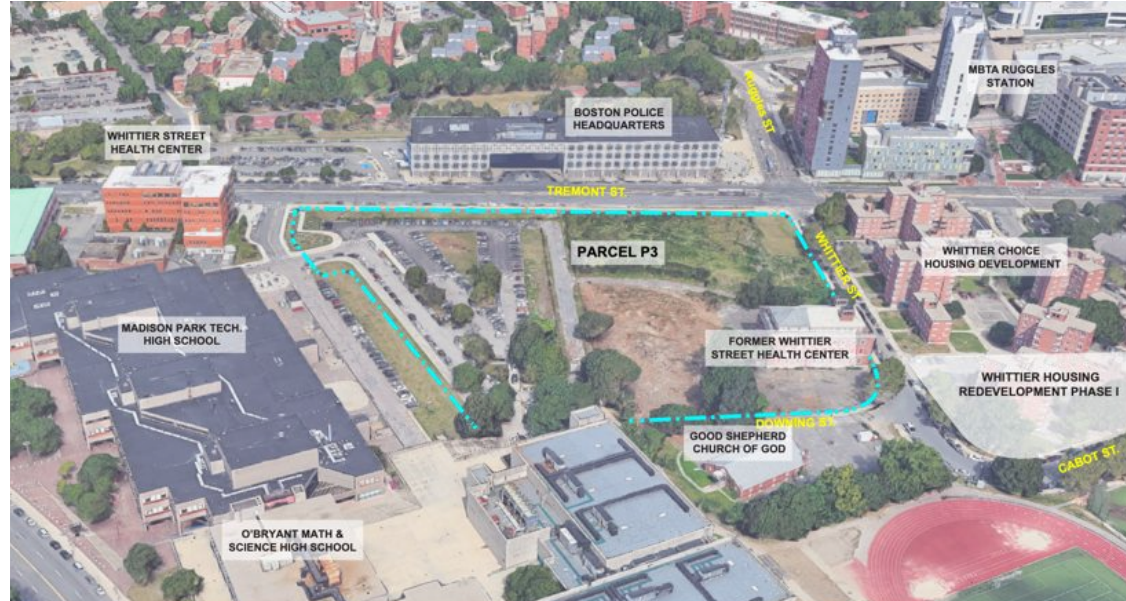 Ruggles ST
MBTA RUGGLES
STATION
BOSTON POLICE
HEADQUARTERS
WHITTIER STREET
HEALTH CENTER
TREMONT ST.
PARCEL P3
WHITTIER ST.
WHITTIER CHOICE
HOUSING DEVELOPMENT
MADISON PARK TECH.
HIGH SCHOOL
FORMER WHITTIER
STREET HEALTH CENTER
WHITTIER HOUSING
REDEVELOPMENT PHASE I
DOWNING ST.
GOOD SHEPHERD
CHURCH OF GOD
CABOT ST.
O'BRYANT MATH &
SCIENCE HIGH SCHOOL